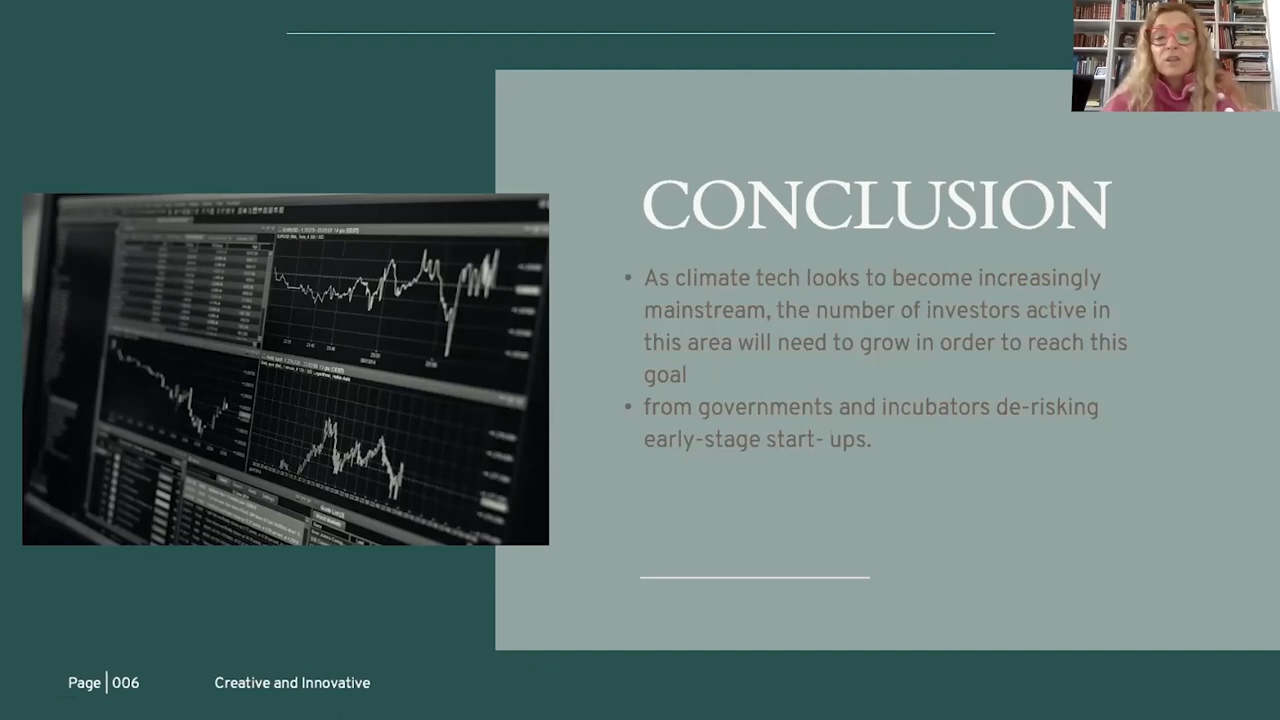 CONCLUSION
• As climate tech looks to become increasingly
mainstream, the number of investors active in
this area will need to grow in order to reach this
goal
• from governments and incubators de-risking
early-stage start- ups.
Page | 006
Creative and Innovative